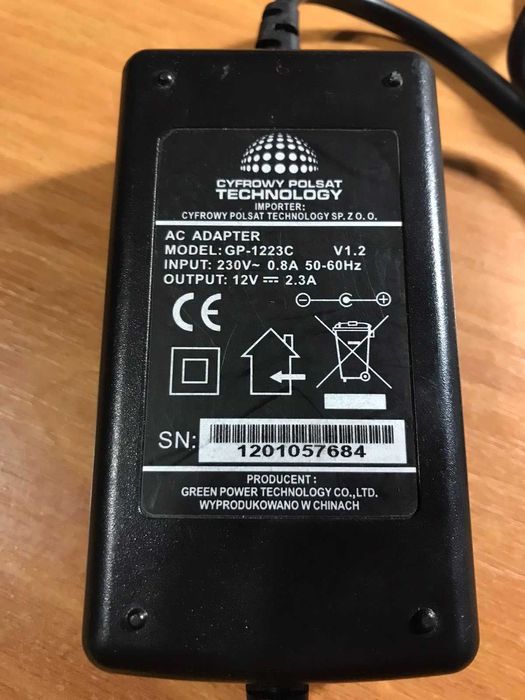 CYFROWY POLSAT
TECHNOLOGY
IMPORTER:
CYFROWY POLSAT TECHNOLOGY SP. Z O. O.
AC ADAPTER
MODEL: GP-1223C V1.2
INPUT: 230V~ 0.8A 50-60Hz
OUTPUT: 12V ⎓ 2.3A
CE
SN:
1201057684
PRODUCENT :
GREEN POWER TECHNOLOGY CO.,LTD.
WYPRODUKOWANO W CHINACH